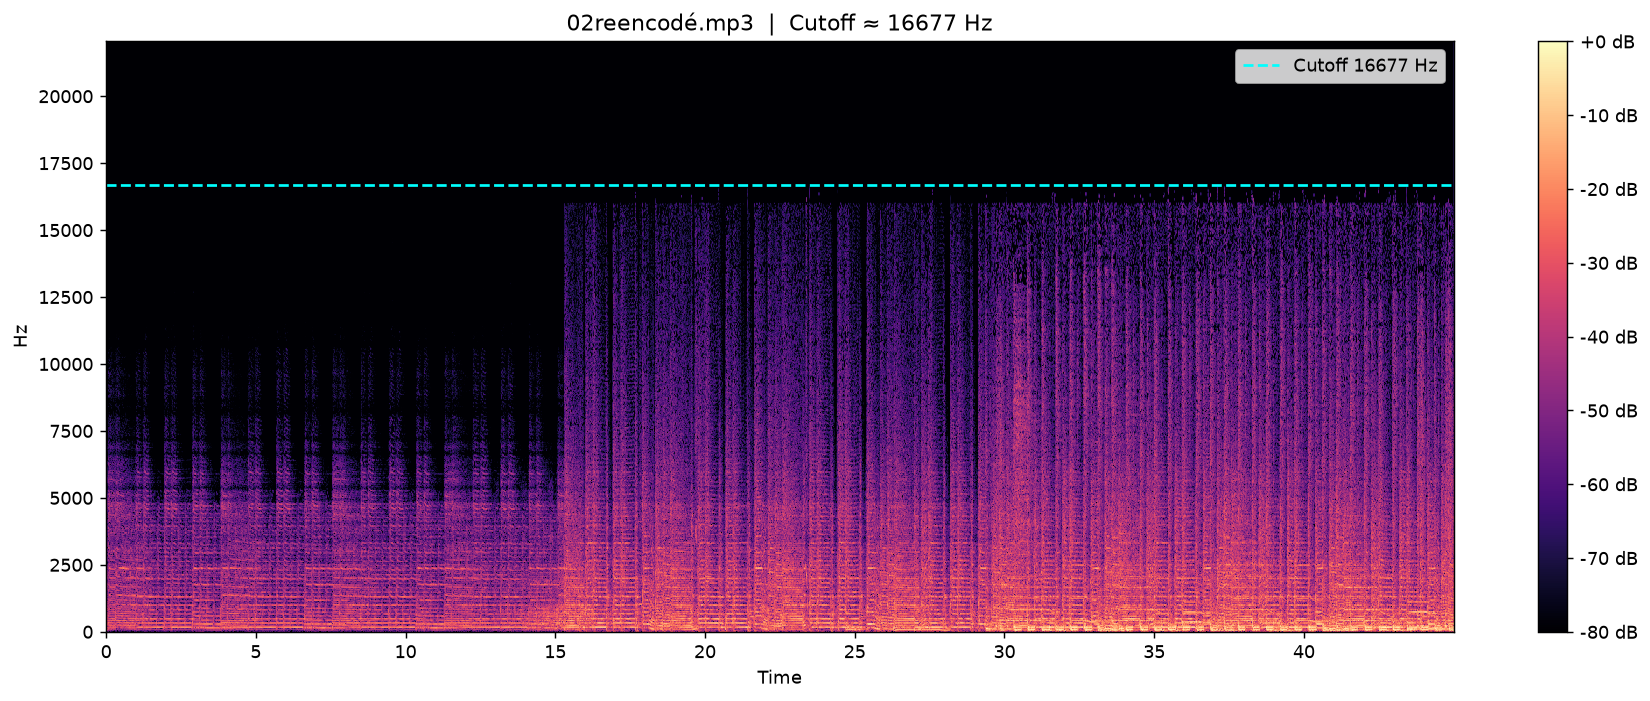 02reencodé.mp3 | Cutoff ≈ 16677 Hz
Cutoff 16677 Hz
Hz
20000
17500
15000
12500
10000
7500
5000
2500
0
0 5 10 15 20 25 30 35 40
Time
+0 dB
-10 dB
-20 dB
-30 dB
-40 dB
-50 dB
-60 dB
-70 dB
-80 dB